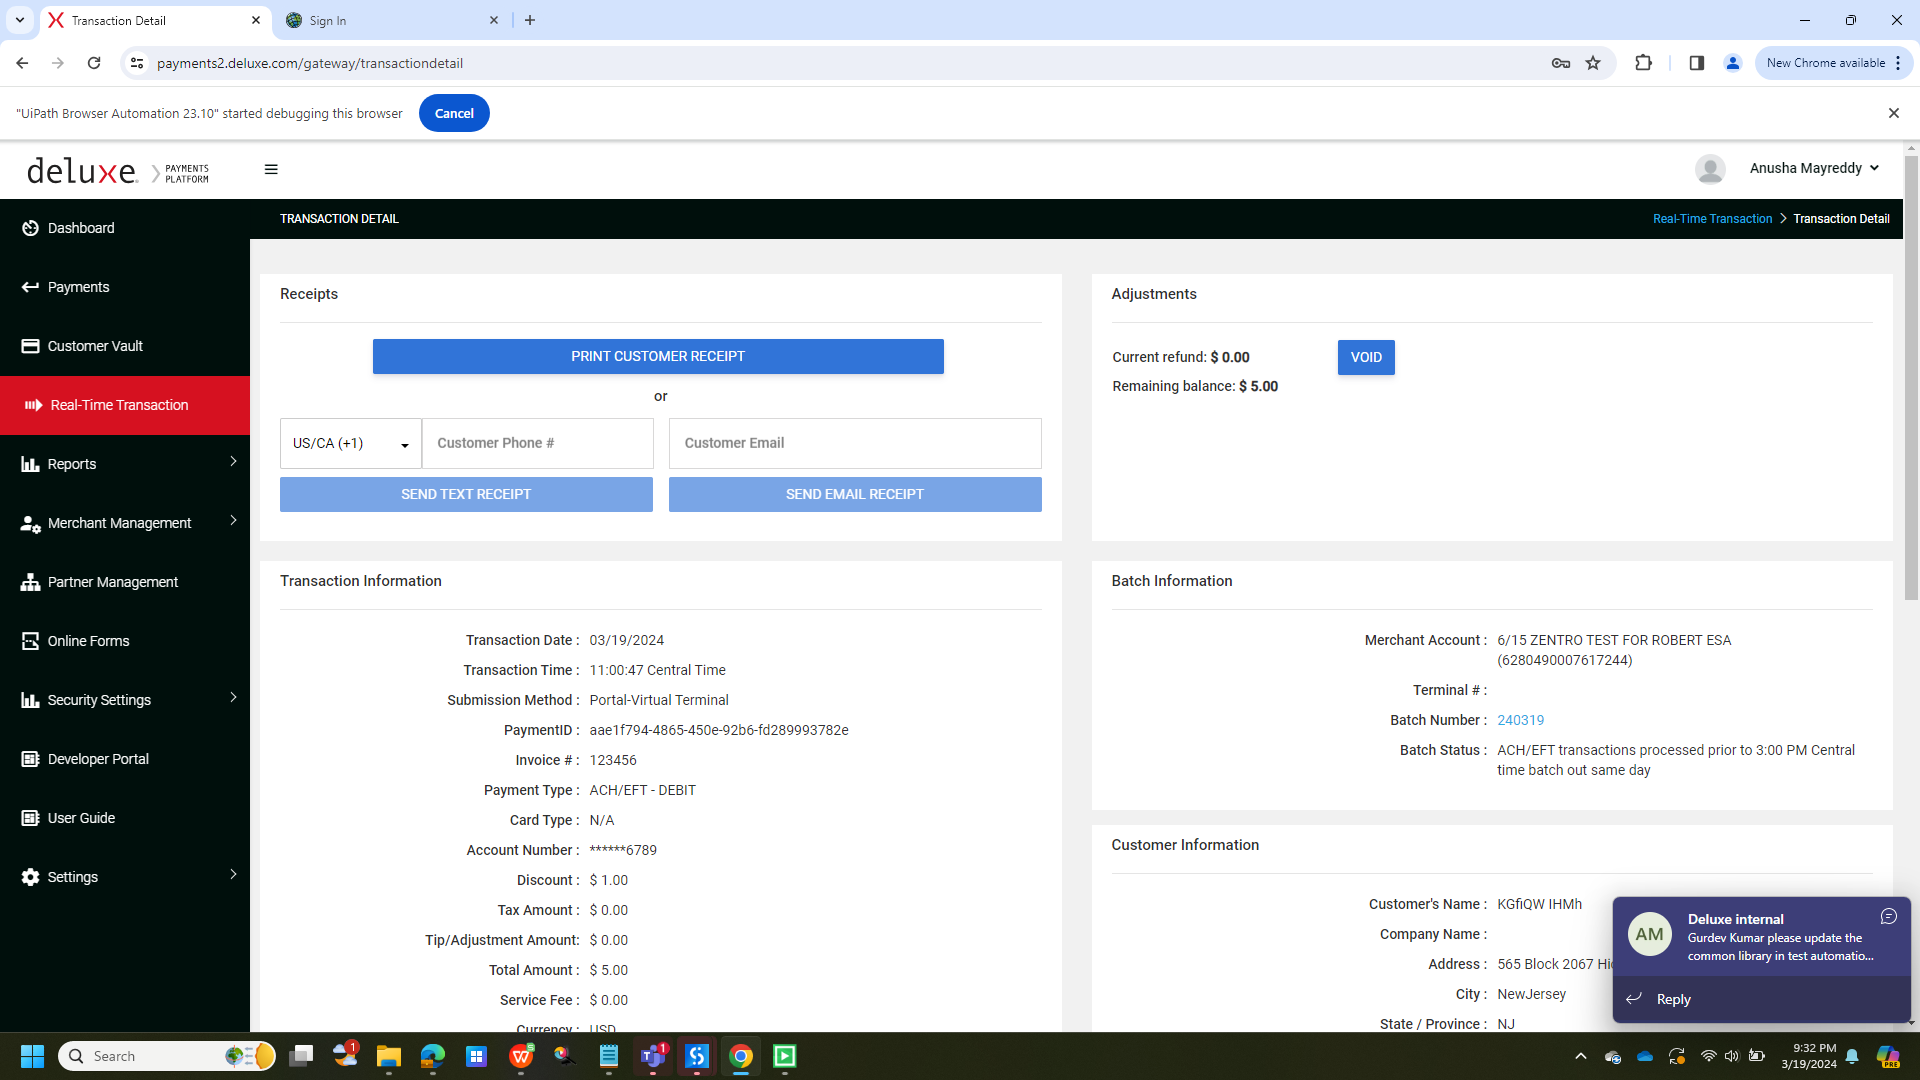 Transaction Detail
Sign In
payments2.deluxe.com/gateway/transactiondetail
New Chrome available
"UiPath Browser Automation 23.10" started debugging this browser
Cancel
deluxe. PAYMENTS PLATFORM
Anusha Mayreddy
Dashboard
Payments
Customer Vault
Real-Time Transaction
Reports
Merchant Management
Partner Management
Online Forms
Security Settings
Developer Portal
User Guide
Settings
TRANSACTION DETAIL
Real-Time Transaction > Transaction Detail
Receipts
PRINT CUSTOMER RECEIPT
or
US/CA (+1)
Customer Phone #
Customer Email
SEND TEXT RECEIPT
SEND EMAIL RECEIPT
Adjustments
Current refund: $ 0.00
VOID
Remaining balance: $ 5.00
Transaction Information
Transaction Date : 03/19/2024
Transaction Time : 11:00:47 Central Time
Submission Method : Portal-Virtual Terminal
PaymentID : aae1f794-4865-450e-92b6-fd289993782e
Invoice # : 123456
Payment Type : ACH/EFT - DEBIT
Card Type : N/A
Account Number : ******6789
Discount : $ 1.00
Tax Amount : $ 0.00
Tip/Adjustment Amount: $ 0.00
Total Amount : $ 5.00
Service Fee : $ 0.00
Currency : USD
Batch Information
Merchant Account : 6/15 ZENTRO TEST FOR ROBERT ESA
(6280490007617244)
Terminal # :
Batch Number : 240319
Batch Status : ACH/EFT transactions processed prior to 3:00 PM Central
time batch out same day
Customer Information
Customer's Name : KGfiQW IHMh
Company Name :
Address : 565 Block 2067
City : NewJersey
State / Province : NJ
AM
Deluxe internal
Gurdev Kumar please update the
common library in test automatio...
Reply
Search
1
1
9:32 PM
3/19/2024
PRE